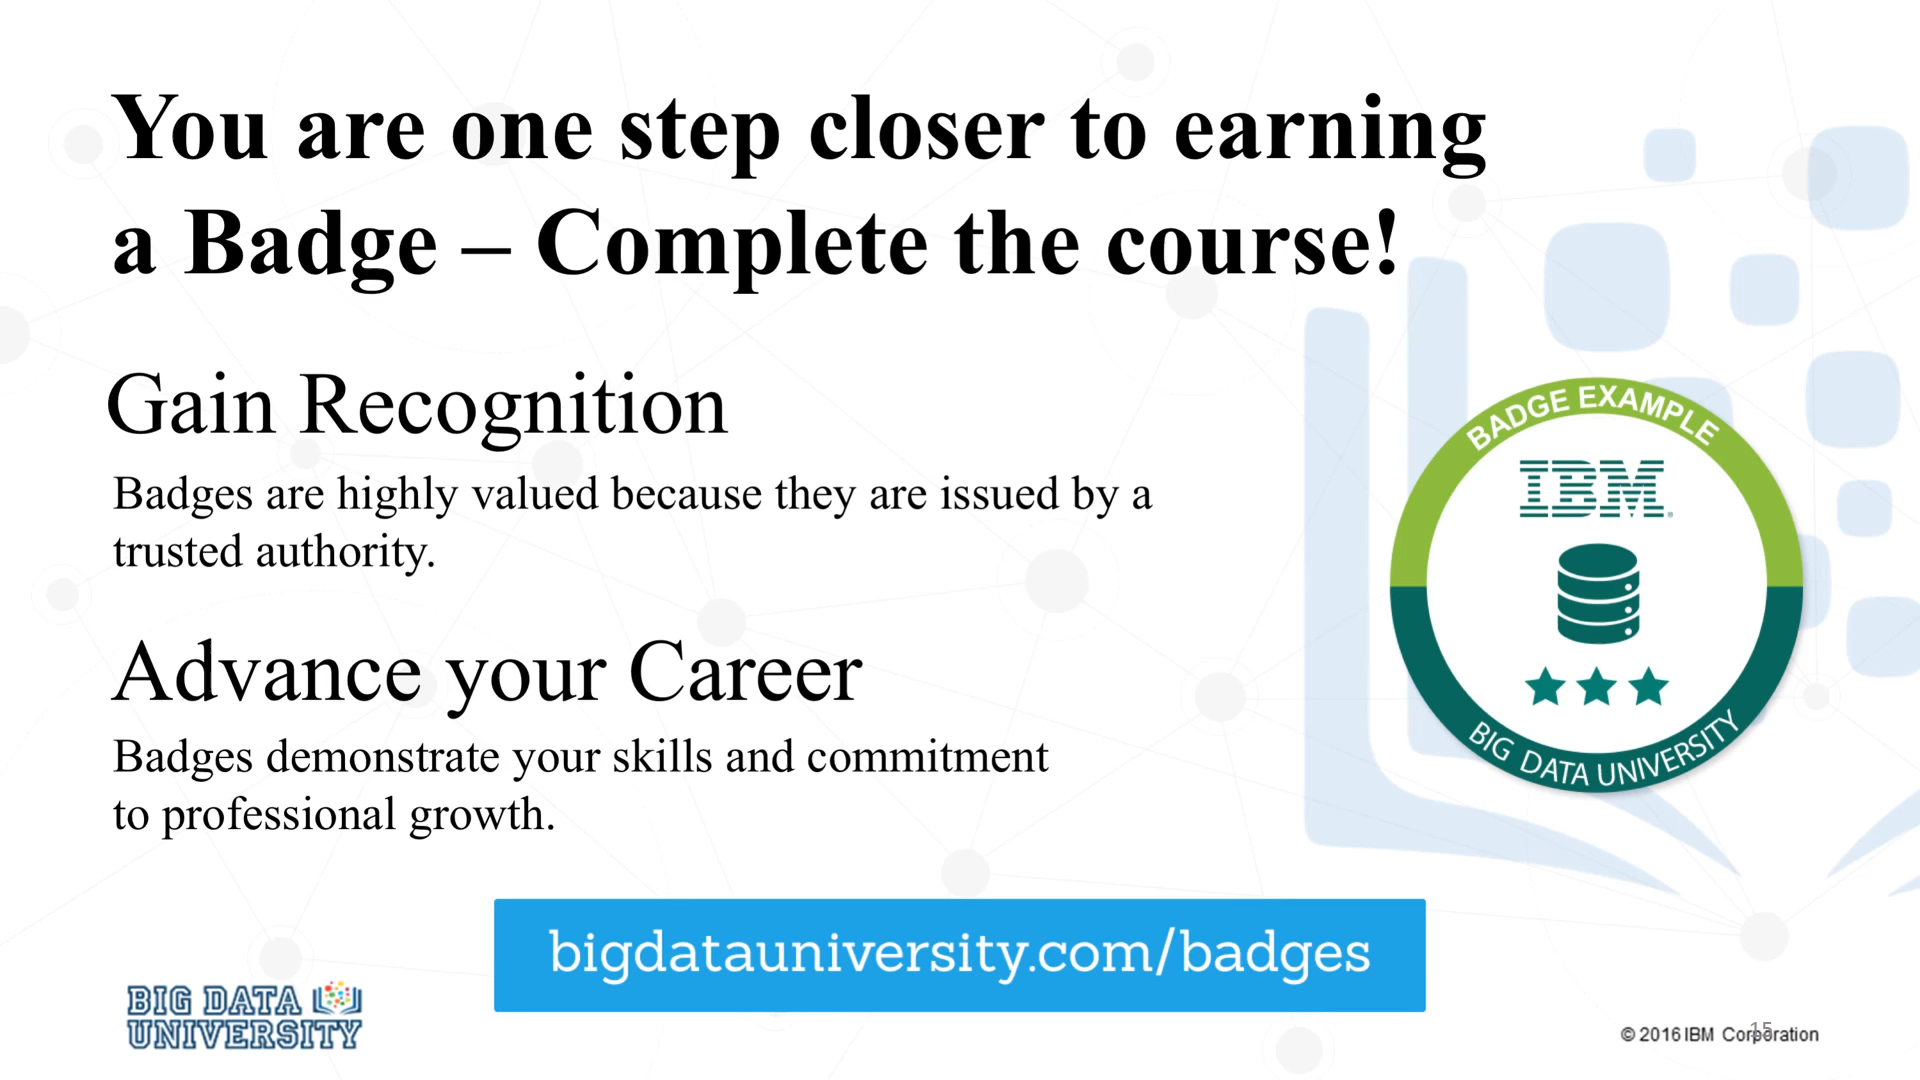 You are one step closer to earning
a Badge – Complete the course!
Gain Recognition
Badges are highly valued because they are issued by a
trusted authority.
Advance your Career
Badges demonstrate your skills and commitment
to professional growth.
BADGE EXAMPLE
IBM®
BIG DATA UNIVERSITY
bigdatauniversity.com/badges
BIG DATA
UNIVERSITY
15
© 2016 IBM Corporation